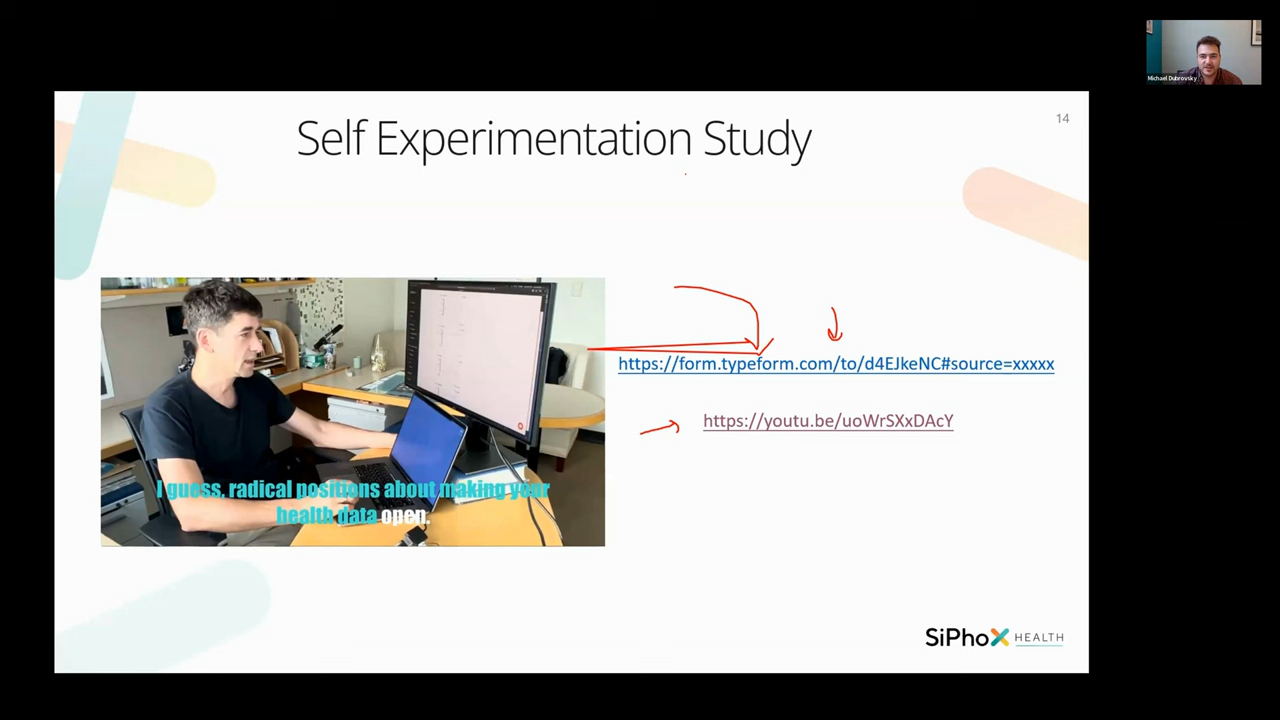 Michael Dubrovsky
Self Experimentation Study
14
I guess, radical positions about making your
health data open.
https://form.typeform.com/to/d4EJkeNC#source=xxxxx
https://youtu.be/uoWrSXxDAcY
SiPhoX HEALTH